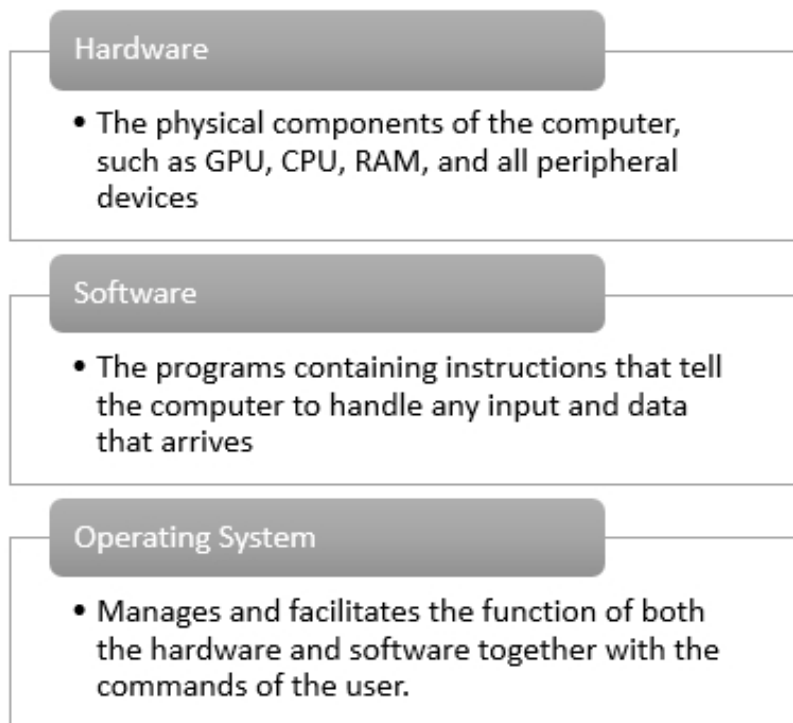 Hardware
• The physical components of the computer,
such as GPU, CPU, RAM, and all peripheral
devices
Software
• The programs containing instructions that tell
the computer to handle any input and data
that arrives
Operating System
• Manages and facilitates the function of both
the hardware and software together with the
commands of the user.